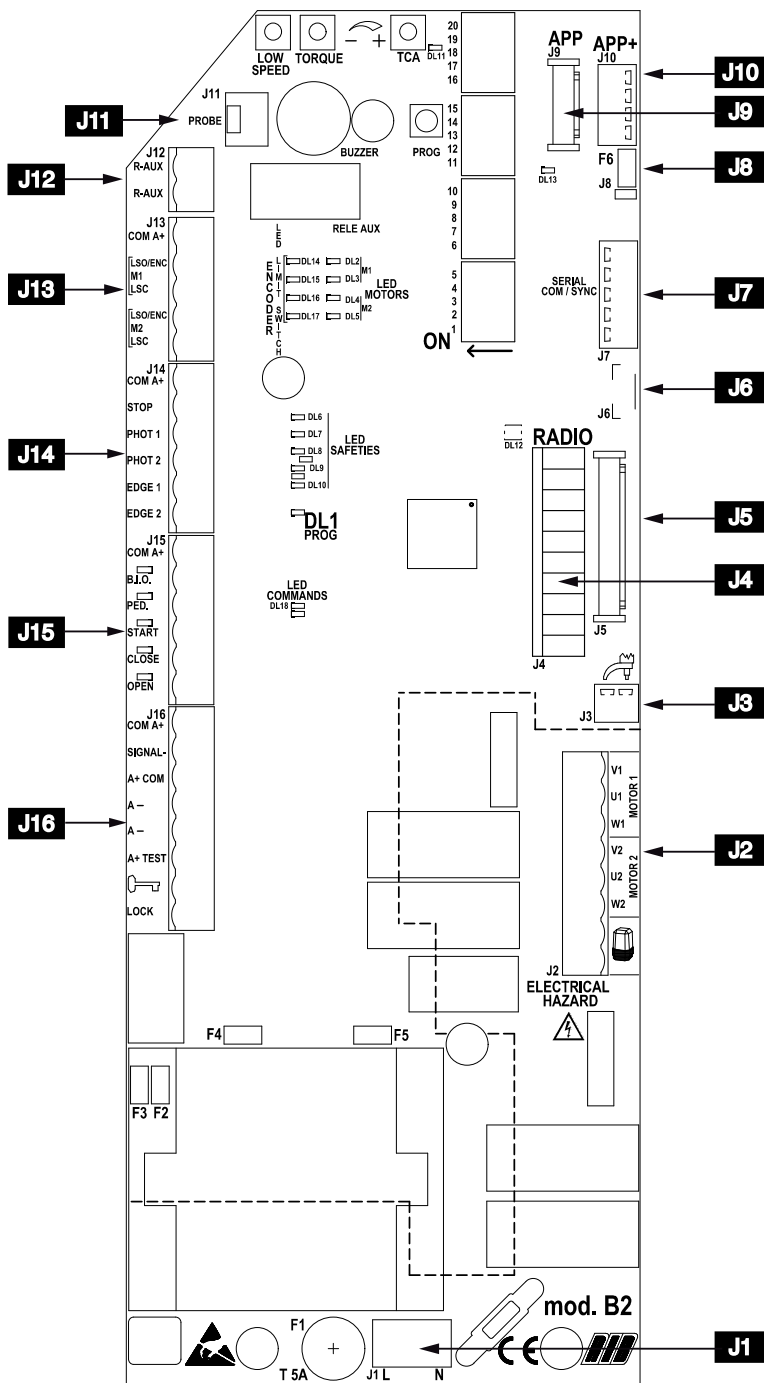 LOW SPEED
TORQUE
− +
TCA
DL11
20
19
18
17
16
APP
J9
APP+
J10
J10
J9
J11
J11
PROBE
BUZZER
PROG
15
14
13
12
11
F6
J8
J8
DL13
J12
J12
R-AUX
R-AUX
RELE AUX
10
9
8
7
6
J13
J13
COM A+
LSO/ENC
M1
LSC
LSO/ENC
M2
LSC
LED
ENCODER
LIMIT SWITCH
DL14
DL15
DL16
DL17
DL2
DL3
DL4
DL5
M1
M2
LED MOTORS
5
4
3
2
1
ON
SERIAL
COM / SYNC
J7
J7
J6
J6
J14
J14
COM A+
STOP
PHOT 1
PHOT 2
EDGE 1
EDGE 2
DL6
DL7
DL8
DL9
DL10
LED
SAFETIES
DL1
PROG
DL12
RADIO
J5
J5
J4
J4
J15
J15
COM A+
B.I.O.
PED.
START
CLOSE
OPEN
LED
COMMANDS
DL18
J3
J3
J16
J16
COM A+
SIGNAL-
A+ COM
A −
A −
A+ TEST
LOCK
V1
U1
W1
MOTOR 1
V2
U2
W2
MOTOR 2
J2
J2
ELECTRICAL
HAZARD
F4
F5
F3
F2
mod. B2
F1
T 5A
J1 L
N
CE
J1